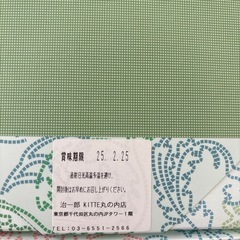 賞味期限 25. 2.25
直射日光高温多湿を避け、
開封後はお早めにお召し上がりください。
治一郎 KITTE丸の内店
東京都千代田区丸の内JPタワー1階
TEL:03-6551-2566